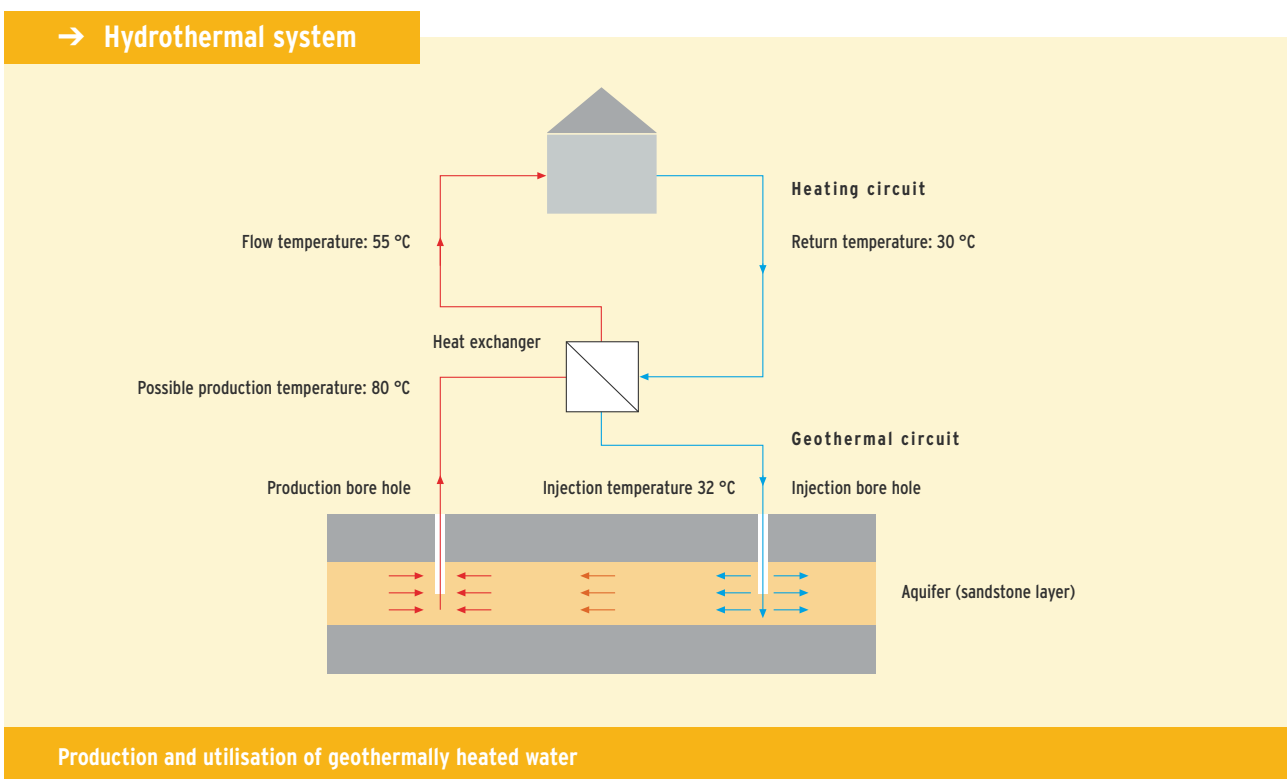 → Hydrothermal system
Heating circuit
Flow temperature: 55 °C
Return temperature: 30 °C
Heat exchanger
Possible production temperature: 80 °C
Geothermal circuit
Production bore hole
Injection temperature 32 °C
Injection bore hole
Aquifer (sandstone layer)
Production and utilisation of geothermally heated water